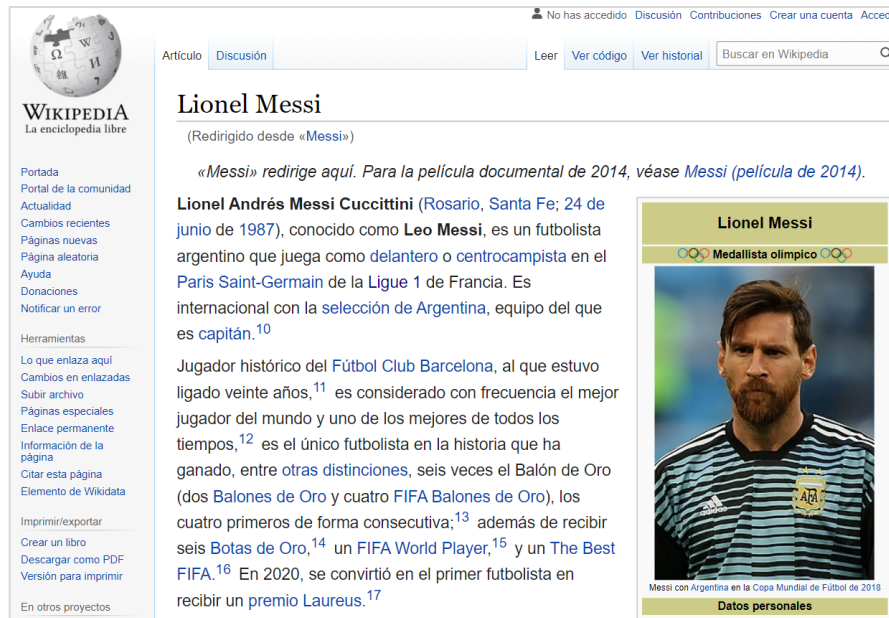 No has accedido Discusión Contribuciones Crear una cuenta Acced
Artículo Discusión
Leer Ver código Ver historial Buscar en Wikipedia
WIKIPEDIA
La enciclopedia libre
Portada
Portal de la comunidad
Actualidad
Cambios recientes
Páginas nuevas
Página aleatoria
Ayuda
Donaciones
Notificar un error
Herramientas
Lo que enlaza aquí
Cambios en enlazadas
Subir archivo
Páginas especiales
Enlace permanente
Información de la
página
Citar esta página
Elemento de Wikidata
Imprimir/exportar
Crear un libro
Descargar como PDF
Versión para imprimir
En otros proyectos
Lionel Messi
(Redirigido desde «Messi»)
«Messi» redirige aquí. Para la película documental de 2014, véase Messi (película de 2014).
Lionel Andrés Messi Cuccittini (Rosario, Santa Fe; 24 de
junio de 1987), conocido como Leo Messi, es un futbolista
argentino que juega como delantero o centrocampista en el
Paris Saint-Germain de la Ligue 1 de Francia. Es
internacional con la selección de Argentina, equipo del que
es capitán.10
Jugador histórico del Fútbol Club Barcelona, al que estuvo
ligado veinte años,11 es considerado con frecuencia el mejor
jugador del mundo y uno de los mejores de todos los
tiempos,12 es el único futbolista en la historia que ha
ganado, entre otras distinciones, seis veces el Balón de Oro
(dos Balones de Oro y cuatro FIFA Balones de Oro), los
cuatro primeros de forma consecutiva;13 además de recibir
seis Botas de Oro,14 un FIFA World Player,15 y un The Best
FIFA.16 En 2020, se convirtió en el primer futbolista en
recibir un premio Laureus.17
Lionel Messi
Medallista olímpico
adidas
AFA
Messi con Argentina en la Copa Mundial de Fútbol de 2018
Datos personales